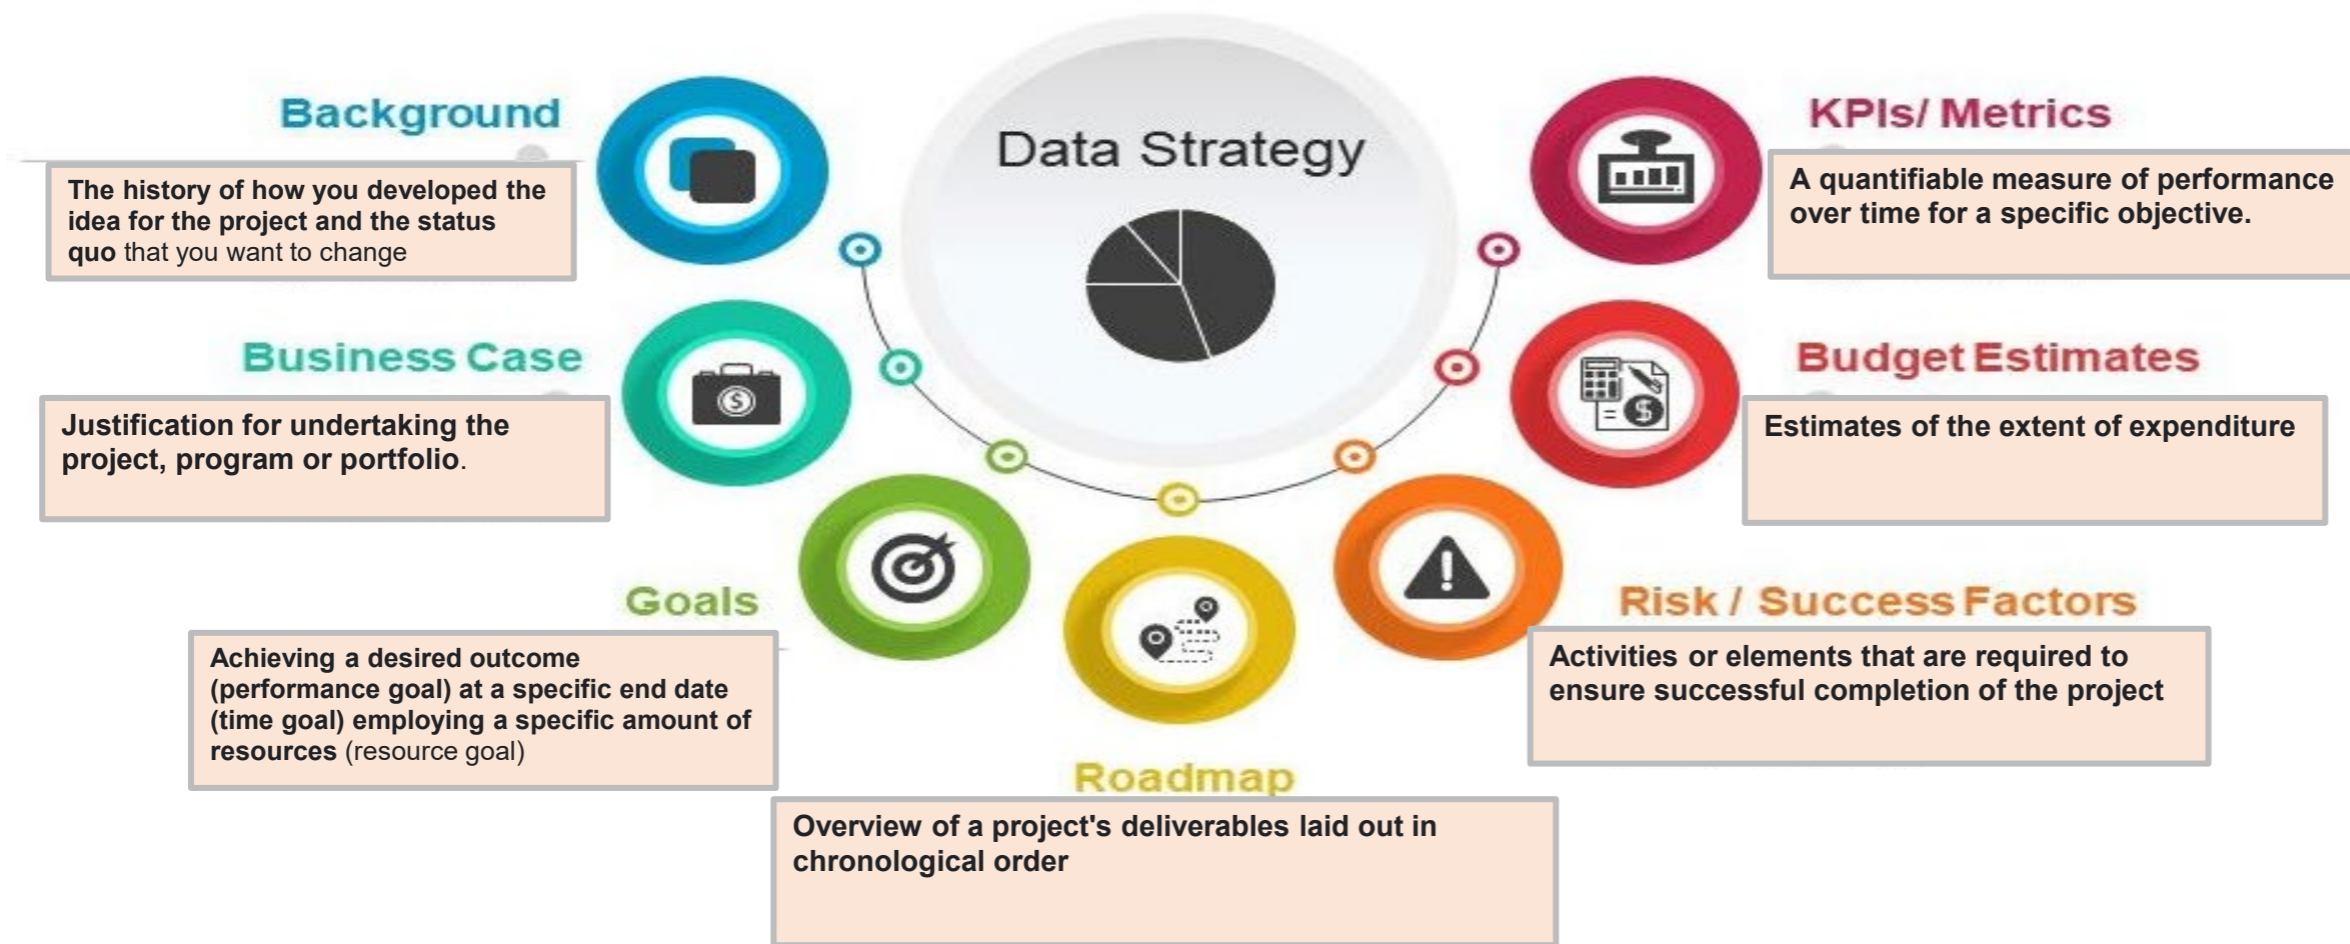 Data Strategy
Background
The history of how you developed the
idea for the project and the status
quo that you want to change
Business Case
Justification for undertaking the
project, program or portfolio.
Goals
Achieving a desired outcome
(performance goal) at a specific end date
(time goal) employing a specific amount of
resources (resource goal)
Roadmap
Overview of a project's deliverables laid out in
chronological order
Risk / Success Factors
Activities or elements that are required to
ensure successful completion of the project
Budget Estimates
Estimates of the extent of expenditure
KPIs/ Metrics
A quantifiable measure of performance
over time for a specific objective.